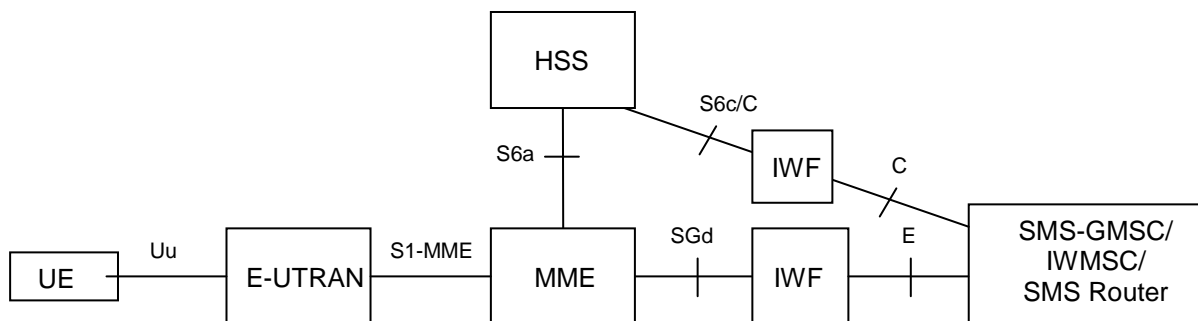 HSS
S6c/C
S6a
IWF
C
Uu
S1-MME
SGd
E
SMS-GMSC/
IWMSC/
SMS Router
UE
E-UTRAN
MME
IWF